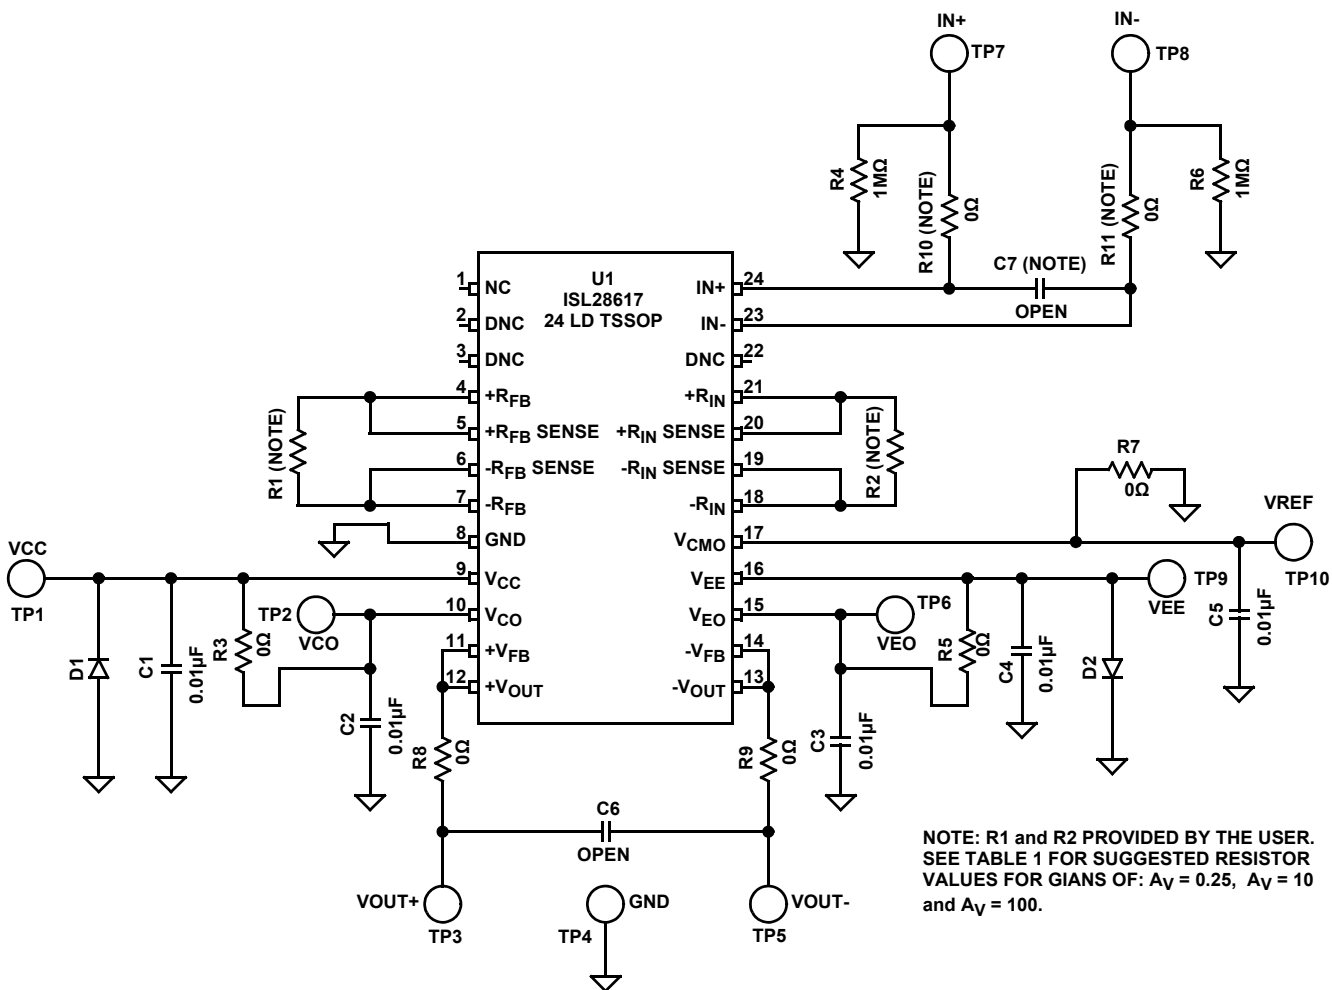 IN+
IN-
TP7
TP8
R4
1MΩ
R10 (NOTE)
0Ω
R11 (NOTE)
0Ω
R6
1MΩ
C7 (NOTE)
OPEN
U1
ISL28617
24 LD TSSOP
1 NC
2 DNC
3 DNC
4 +RFB
5 +RFB SENSE
6 -RFB SENSE
7 -RFB
8 GND
9 VCC
10 VCO
11 +VFB
12 +VOUT
IN+ 24
IN- 23
DNC 22
+RIN 21
+RIN SENSE 20
-RIN SENSE 19
-RIN 18
VCMO 17
VEE 16
VEO 15
-VFB 14
-VOUT 13
R1 (NOTE)
R2 (NOTE)
R7
0Ω
VREF
TP10
VCC
TP1
D1
C1
0.01µF
R3
0Ω
TP2
VCO
C2
0.01µF
TP6
VEO
R5
0Ω
C4
0.01µF
D2
TP9
VEE
C5
0.01µF
C3
0.01µF
R8
0Ω
R9
0Ω
C6
OPEN
VOUT+
TP3
GND
TP4
VOUT-
TP5
NOTE: R1 and R2 PROVIDED BY THE USER.
SEE TABLE 1 FOR SUGGESTED RESISTOR
VALUES FOR GIANS OF: AV = 0.25, AV = 10
and AV = 100.